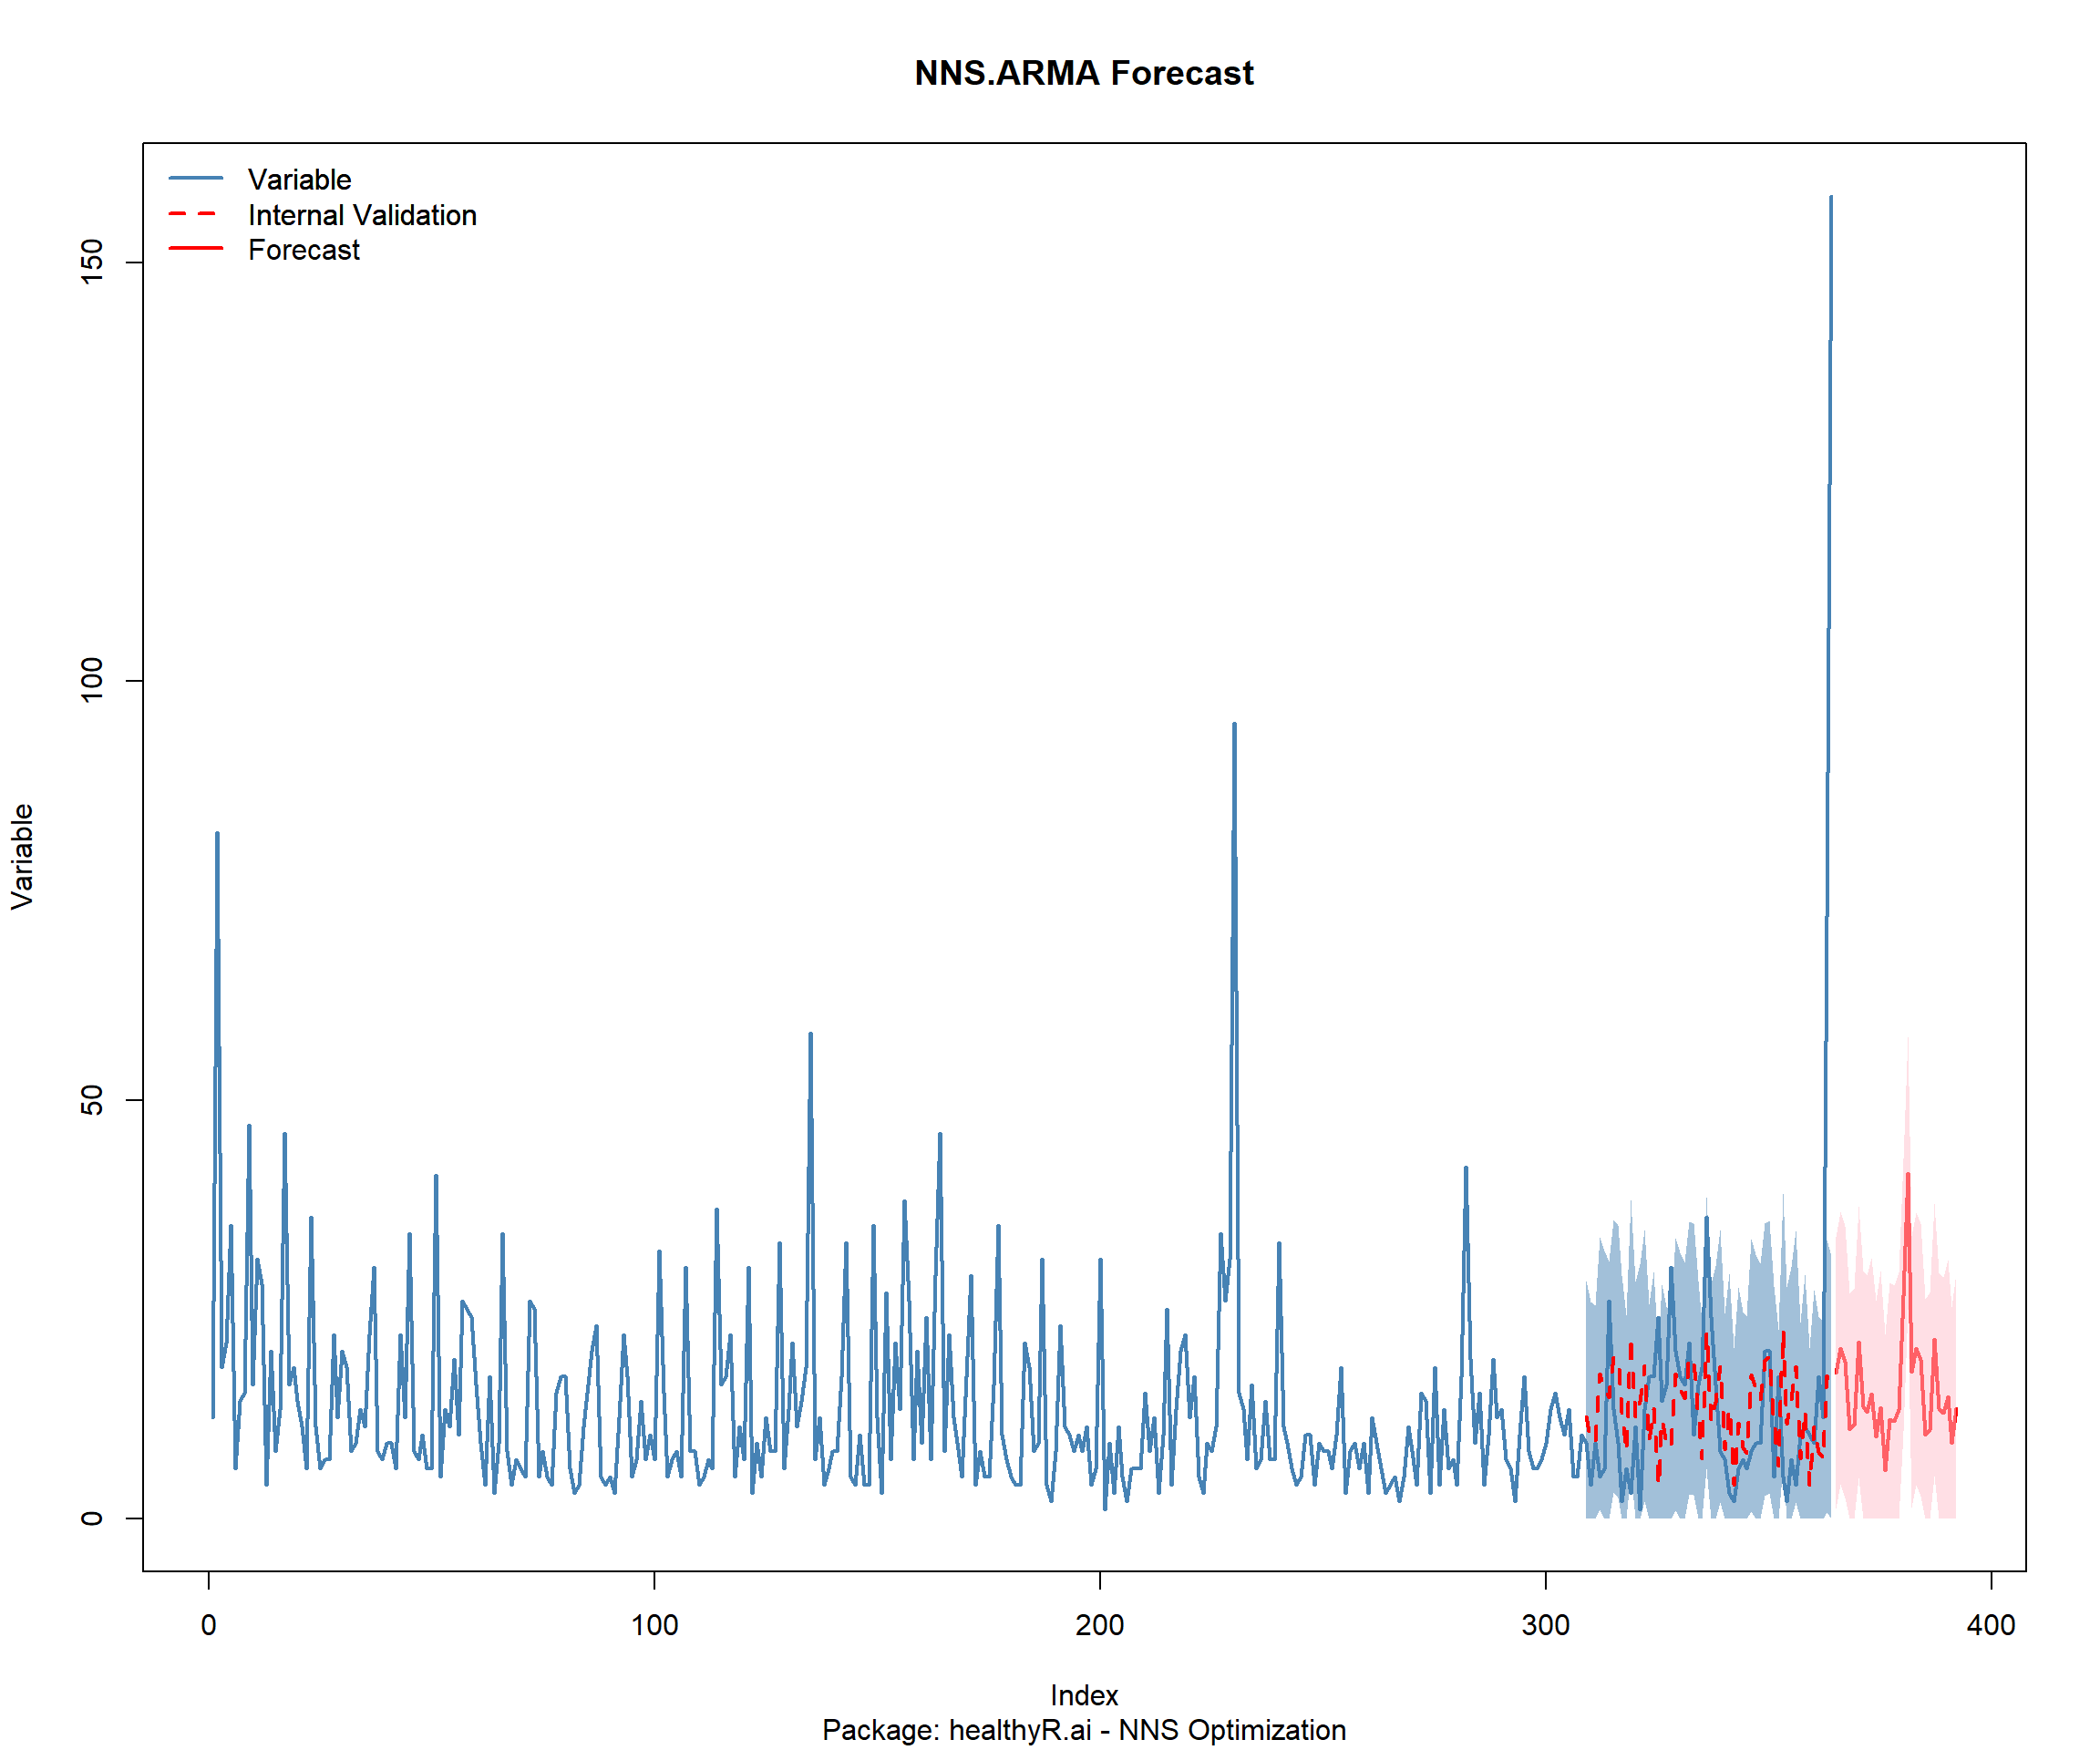 NNS.ARMA Forecast
Variable
Internal Validation
Forecast
150
100
50
0
Variable
0 100 200 300 400
Index
Package: healthyR.ai - NNS Optimization